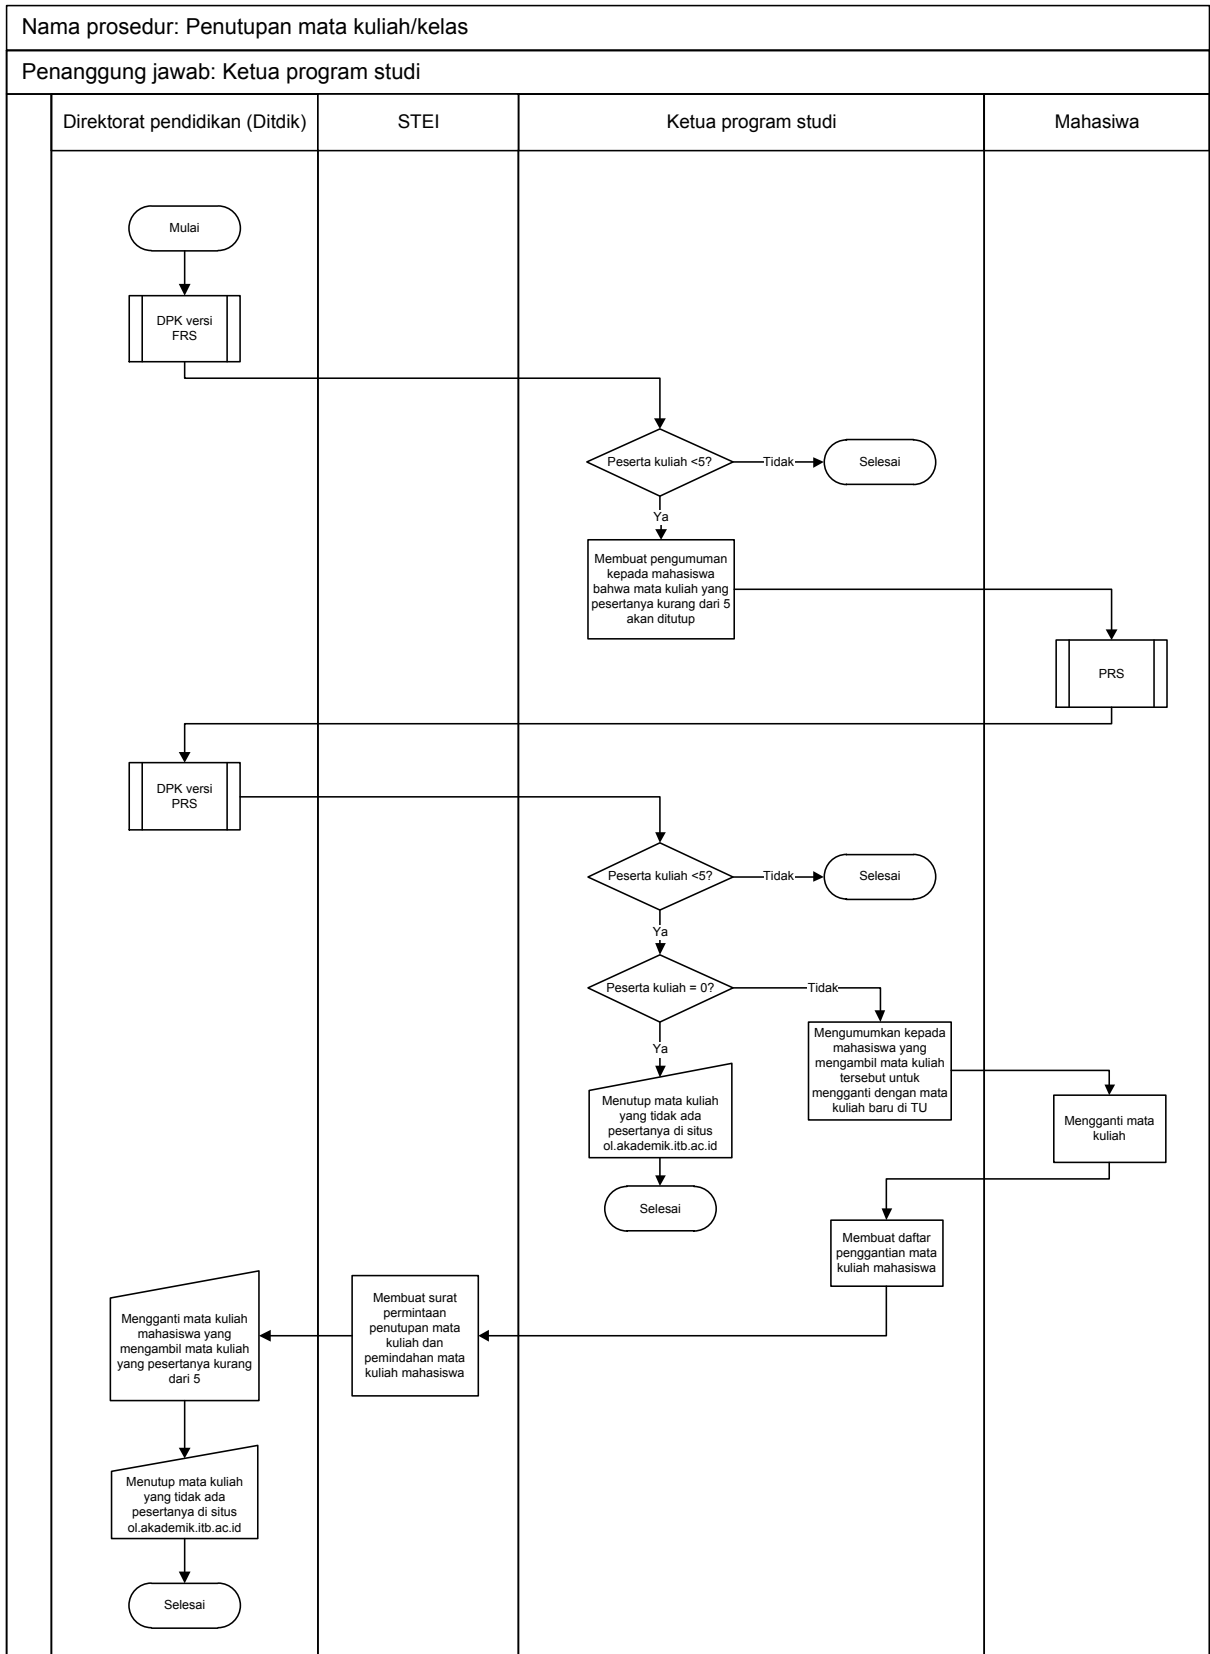 Nama prosedur: Penutupan mata kuliah/kelas
Penanggung jawab: Ketua program studi
Direktorat pendidikan (Ditdik)
STEI
Ketua program studi
Mahasiwa
Mulai
DPK versi
FRS
Peserta kuliah <5?
Tidak
Selesai
Ya
Membuat pengumuman
kepada mahasiswa
bahwa mata kuliah yang
pesertanya kurang dari 5
akan ditutup
PRS
DPK versi
PRS
Peserta kuliah <5?
Tidak
Selesai
Ya
Peserta kuliah = 0?
Tidak
Ya
Mengumumkan kepada
mahasiswa yang
mengambil mata kuliah
tersebut untuk
mengganti dengan mata
kuliah baru di TU
Menutup mata kuliah
yang tidak ada
pesertanya di situs
ol.akademik.itb.ac.id
Mengganti mata
kuliah
Selesai
Membuat daftar
penggantian mata
kuliah mahasiswa
Membuat surat
permintaan
penutupan mata
kuliah dan
pemindahan mata
kuliah mahasiswa
Mengganti mata kuliah
mahasiswa yang
mengambil mata kuliah
yang pesertanya kurang
dari 5
Menutup mata kuliah
yang tidak ada
pesertanya di situs
ol.akademik.itb.ac.id
Selesai